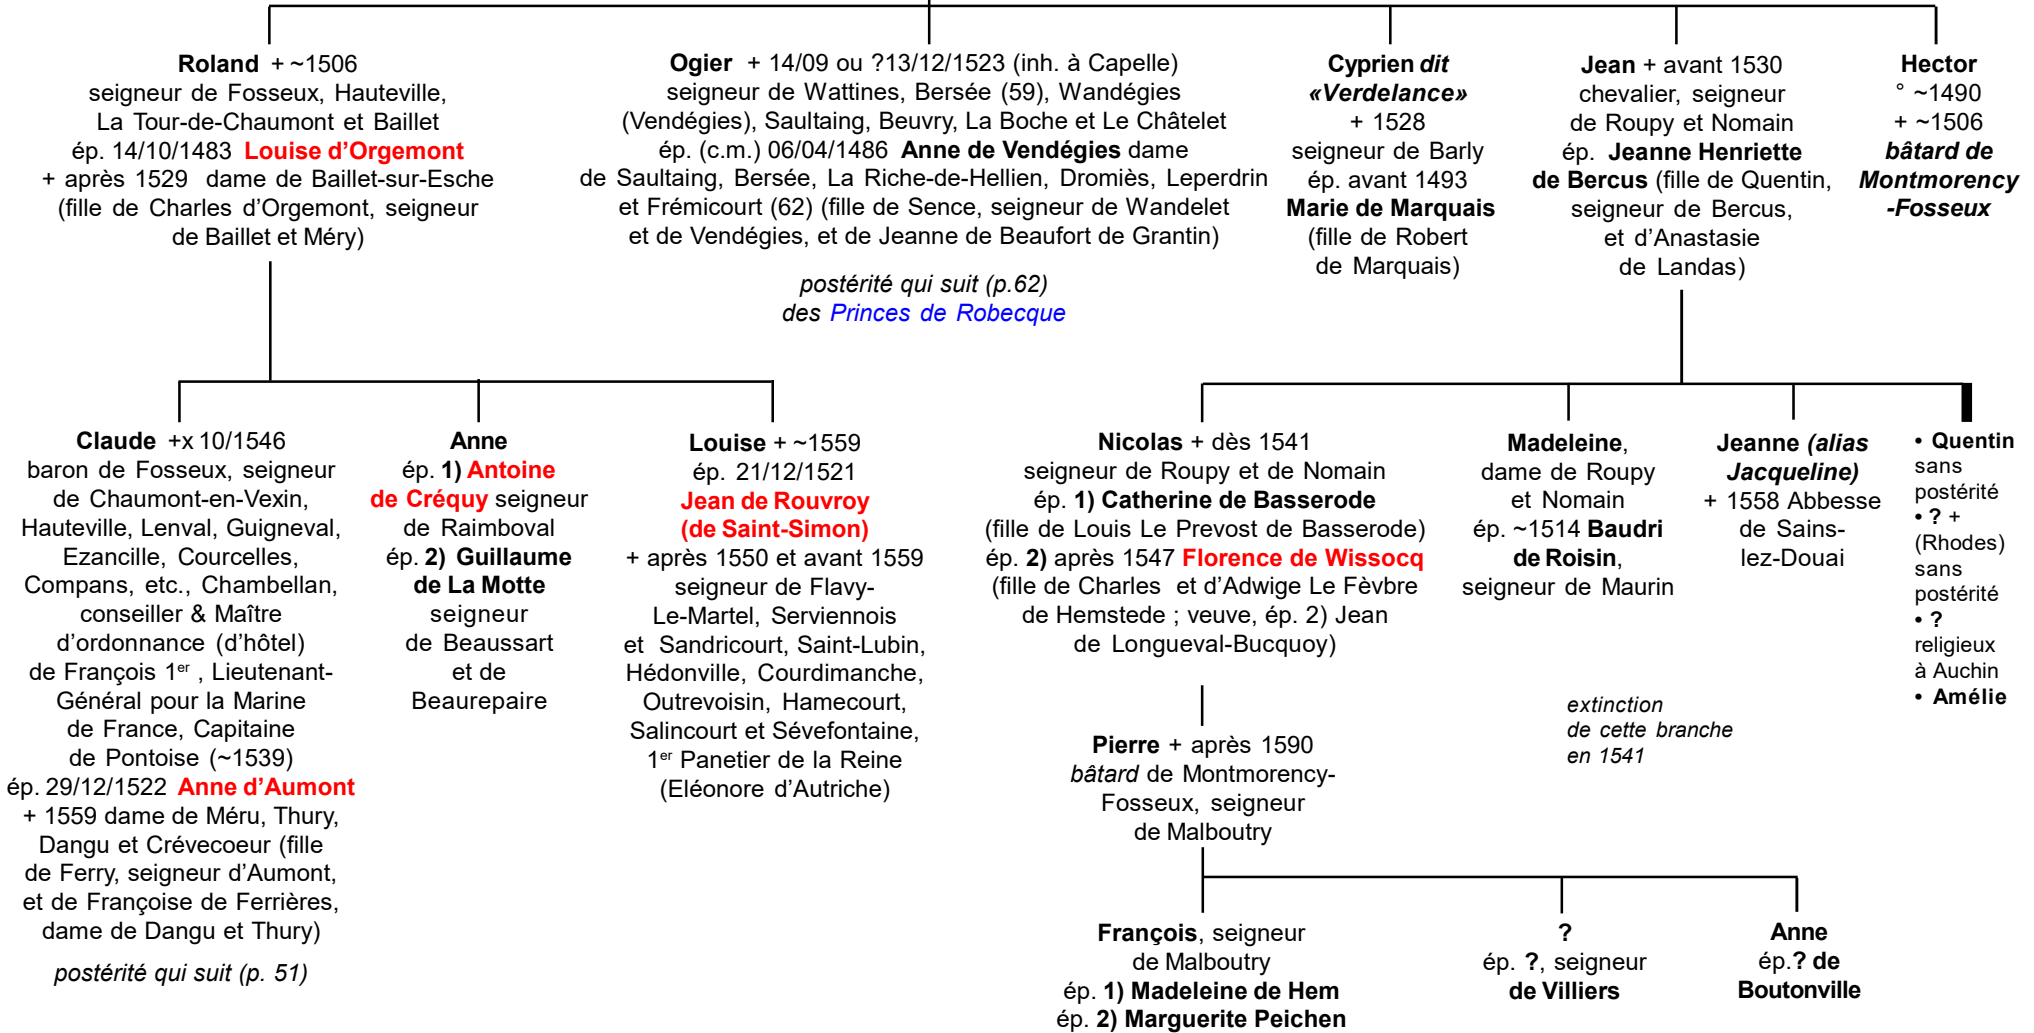 Roland + ~1506
seigneur de Fosseux, Hauteville,
La Tour-de-Chaumont et Baillet
ép. 14/10/1483 Louise d’Orgemont
+ après 1529 dame de Baillet-sur-Esche
(fille de Charles d’Orgemont, seigneur
de Baillet et Méry)
Ogier + 14/09 ou ?13/12/1523 (inh. à Capelle)
seigneur de Wattines, Bersée (59), Wandégies
(Vendégies), Saultaing, Beuvry, La Boche et Le Châtelet
ép. (c.m.) 06/04/1486 Anne de Vendégies dame
de Saultaing, Bersée, La Riche-de-Hellien, Dromiès, Leperdrin
et Frémicourt (62) (fille de Sence, seigneur de Wandelet
et de Vendégies, et de Jeanne de Beaufort de Grantin)
postérité qui suit (p.62)
des Princes de Robecque
Cyprien dit
«Verdelance»
+ 1528
seigneur de Barly
ép. avant 1493
Marie de Marquais
(fille de Robert
de Marquais)
Jean + avant 1530
chevalier, seigneur
de Roupy et Nomain
ép. Jeanne Henriette
de Bercus (fille de Quentin,
seigneur de Bercus,
et d’Anastasie
de Landas)
Hector
° ~1490
+ ~1506
bâtard de
Montmorency
-Fosseux
Claude +x 10/1546
baron de Fosseux, seigneur
de Chaumont-en-Vexin,
Hauteville, Lenval, Guigneval,
Ezancille, Courcelles,
Compans, etc., Chambellan,
conseiller & Maître
d’ordonnance (d’hôtel)
de François 1er , Lieutenant-
Général pour la Marine
de France, Capitaine
de Pontoise (~1539)
ép. 29/12/1522 Anne d’Aumont
+ 1559 dame de Méru, Thury,
Dangu et Crévecoeur (fille
de Ferry, seigneur d’Aumont,
et de Françoise de Ferrières,
dame de Dangu et Thury)
postérité qui suit (p. 51)
Anne
ép. 1) Antoine
de Créquy seigneur
de Raimboval
ép. 2) Guillaume
de La Motte
seigneur
de Beaussart
et de
Beaurepaire
Louise + ~1559
ép. 21/12/1521
Jean de Rouvroy
(de Saint-Simon)
+ après 1550 et avant 1559
seigneur de Flavy-
Le-Martel, Serviennois
et Sandricourt, Saint-Lubin,
Hédonville, Courdimanche,
Outrevoisin, Hamecourt,
Salincourt et Sévefontaine,
1er Panetier de la Reine
(Eléonore d’Autriche)
Nicolas + dès 1541
seigneur de Roupy et de Nomain
ép. 1) Catherine de Basserode
(fille de Louis Le Prevost de Basserode)
ép. 2) après 1547 Florence de Wissocq
(fille de Charles et d’Adwige Le Fèvbre
de Hemstede ; veuve, ép. 2) Jean
de Longueval-Bucquoy)
Madeleine,
dame de Roupy
et Nomain
ép. ~1514 Baudri
de Roisin,
seigneur de Maurin
Jeanne (alias
Jacqueline)
+ 1558 Abbesse
de Sains-
lez-Douai
• Quentin
sans
postérité
• ? +
(Rhodes)
sans
postérité
• ?
religieux
à Auchin
• Amélie
extinction
de cette branche
en 1541
Pierre + après 1590
bâtard de Montmorency-
Fosseux, seigneur
de Malboutry
François, seigneur
de Malboutry
ép. 1) Madeleine de Hem
ép. 2) Marguerite Peichen
?
ép. ?, seigneur
de Villiers
Anne
ép.? de
Boutonville